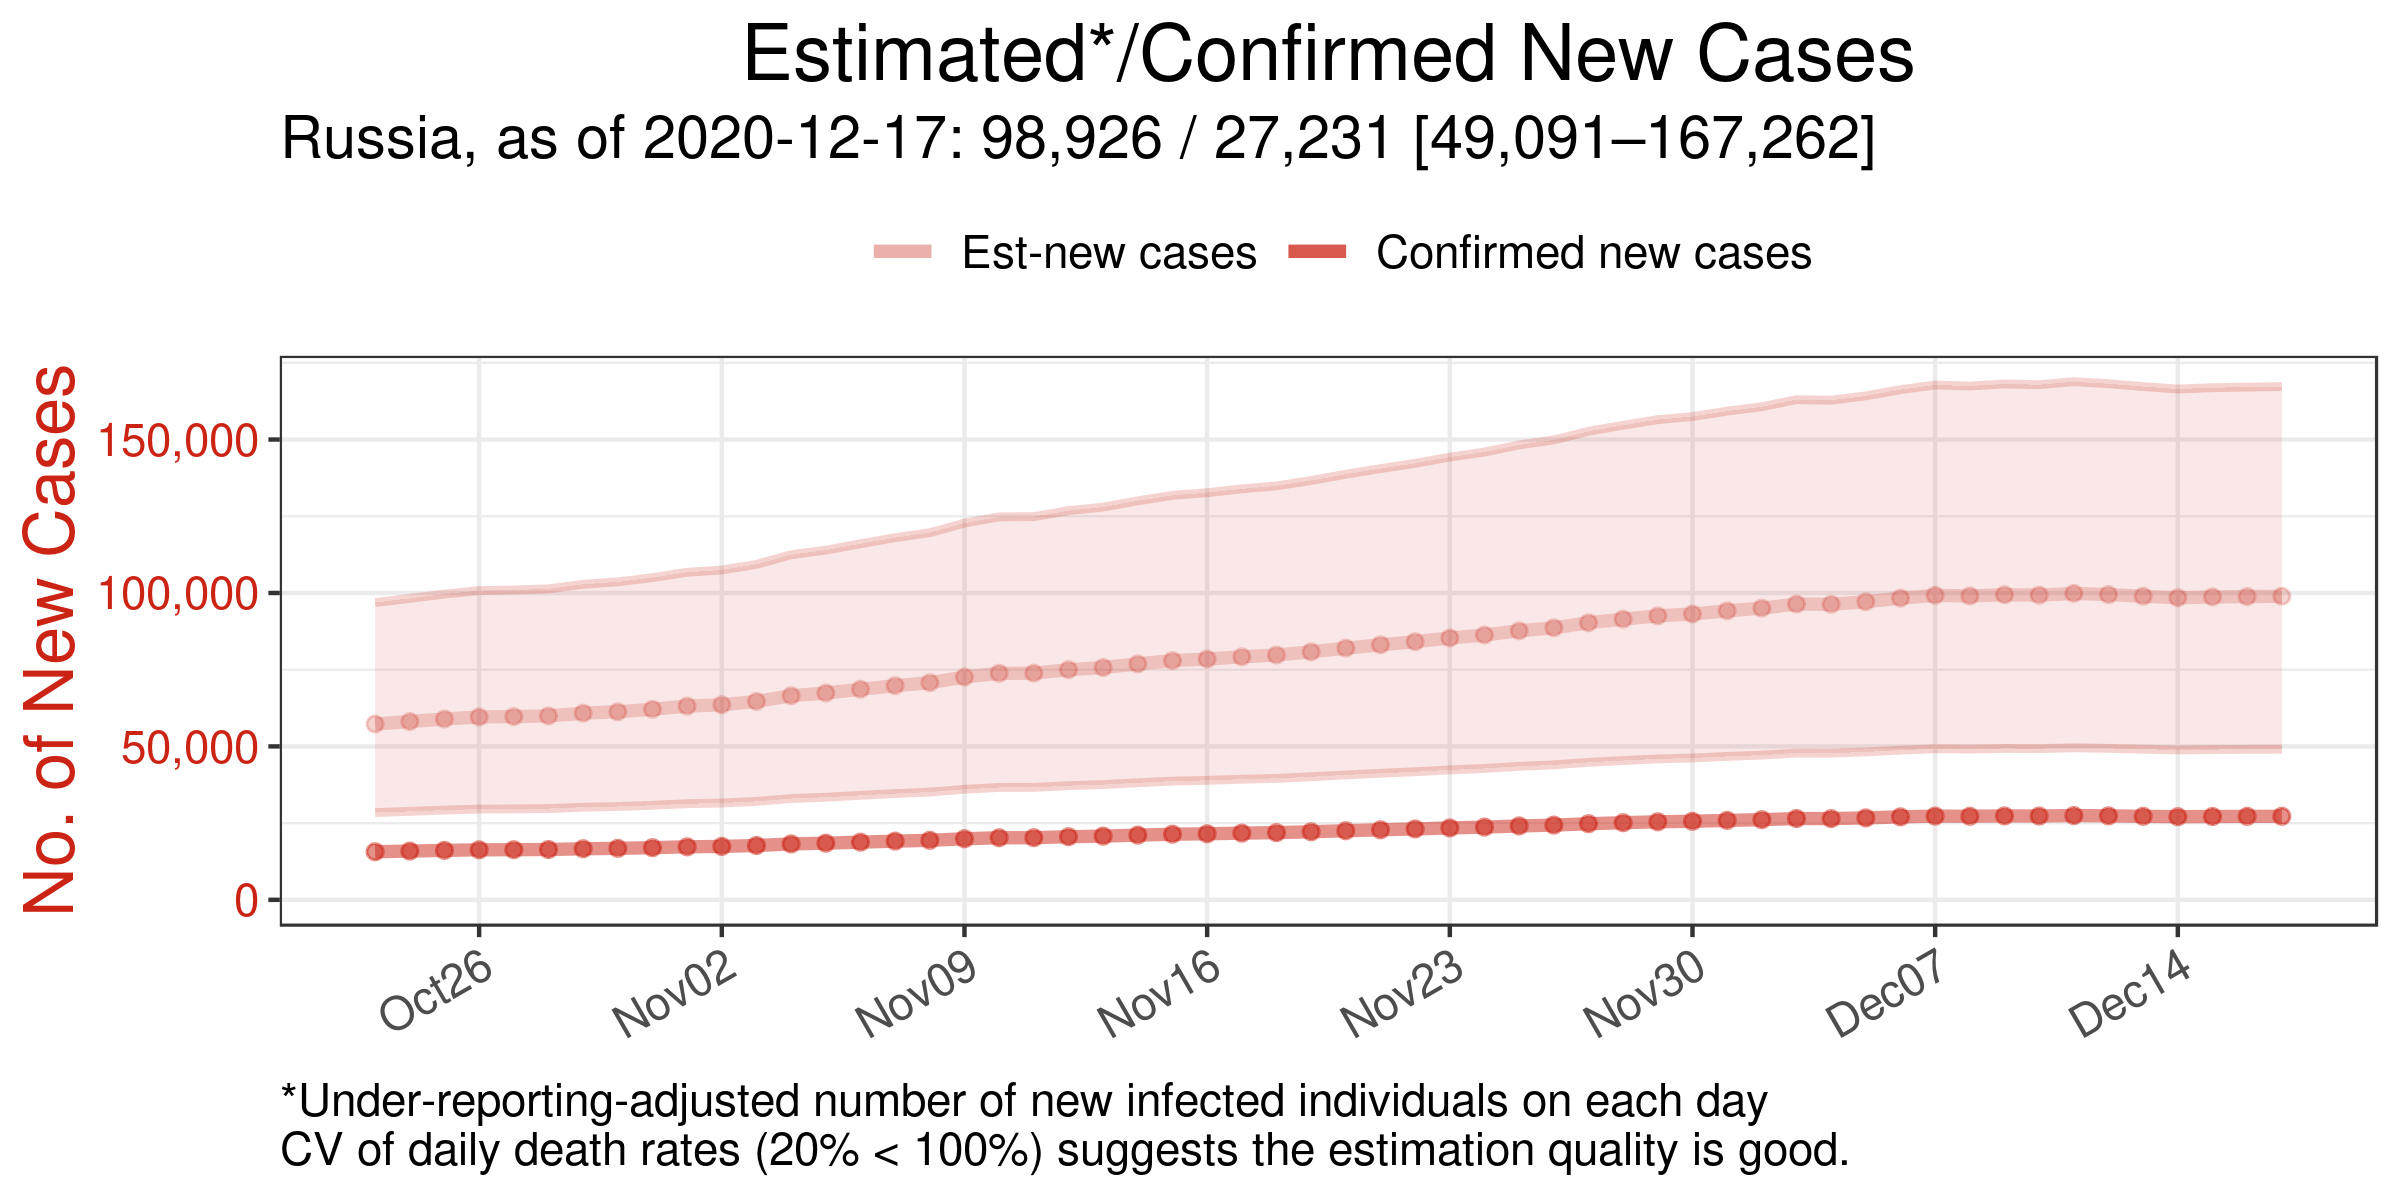 Estimated*/Confirmed New Cases
Russia, as of 2020-12-17: 98,926 / 27,231 [49,091–167,262]
Est-new cases Confirmed new cases
No. of New Cases
150,000
100,000
50,000
0
Oct26 Nov02 Nov09 Nov16 Nov23 Nov30 Dec07 Dec14
*Under-reporting-adjusted number of new infected individuals on each day
CV of daily death rates (20% < 100%) suggests the estimation quality is good.